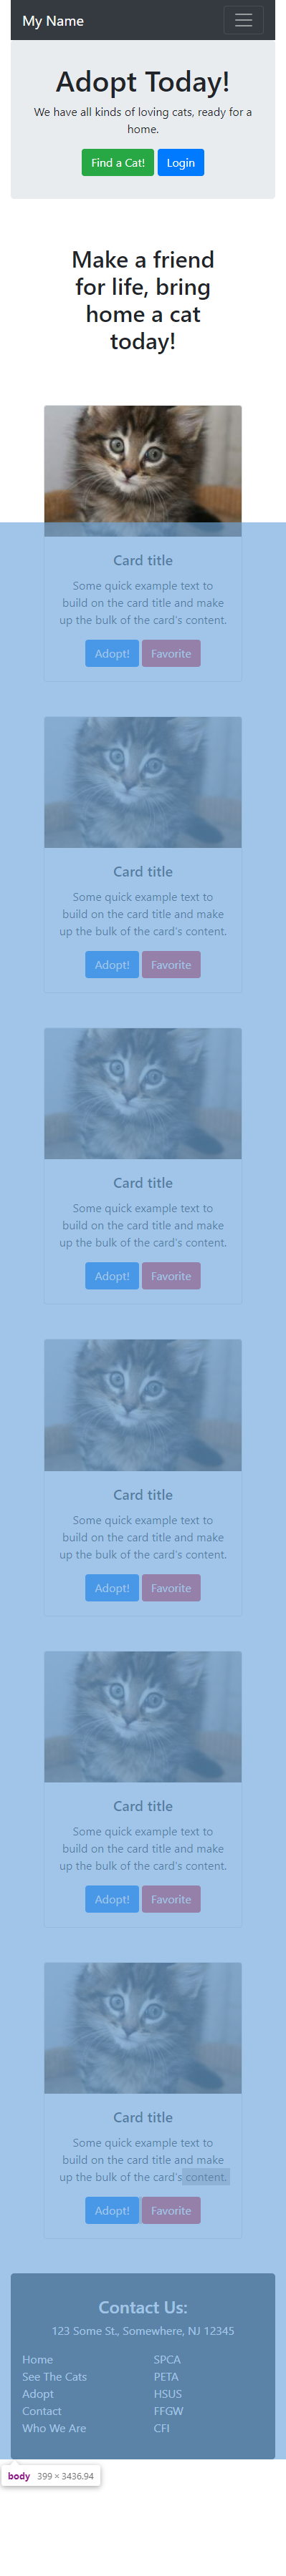 My Name
Adopt Today!
We have all kinds of loving cats, ready for a
home.
Find a Cat! Login
Make a friend
for life, bring
home a cat
today!
Card title
Some quick example text to
build on the card title and make
up the bulk of the card's content.
Adopt! Favorite
Card title
Some quick example text to
build on the card title and make
up the bulk of the card's content.
Adopt! Favorite
Card title
Some quick example text to
build on the card title and make
up the bulk of the card's content.
Adopt! Favorite
Card title
Some quick example text to
build on the card title and make
up the bulk of the card's content.
Adopt! Favorite
Card title
Some quick example text to
build on the card title and make
up the bulk of the card's content.
Adopt! Favorite
Card title
Some quick example text to
build on the card title and make
up the bulk of the card's content.
Adopt! Favorite
Contact Us:
123 Some St., Somewhere, NJ 12345
Home SPCA
See The Cats PETA
Adopt HSUS
Contact FFGW
Who We Are CFI
body 399 × 3436.94